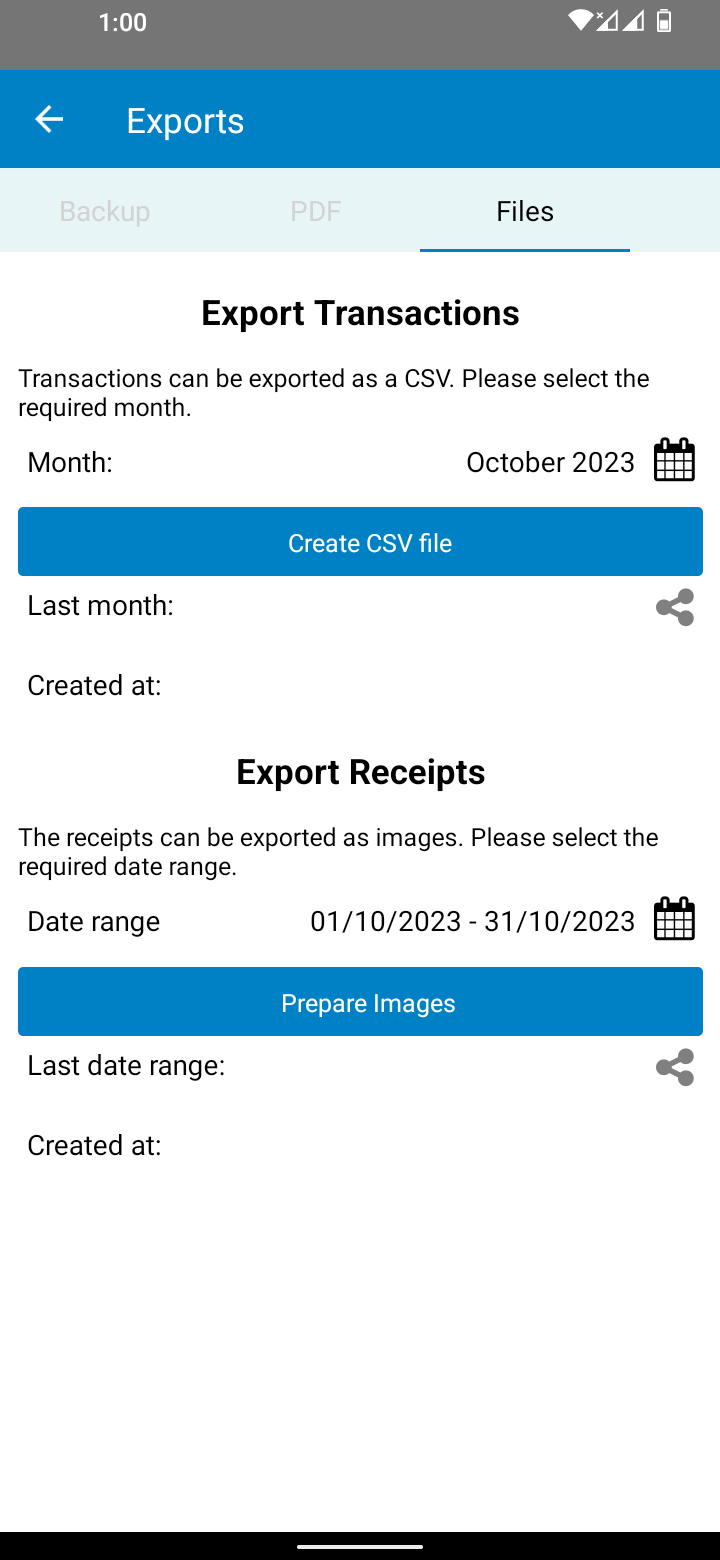 1:00
Exports
Backup PDF Files
Export Transactions
Transactions can be exported as a CSV. Please select the
required month.
Month: October 2023
Create CSV file
Last month:
Created at:
Export Receipts
The receipts can be exported as images. Please select the
required date range.
Date range 01/10/2023 - 31/10/2023
Prepare Images
Last date range:
Created at: